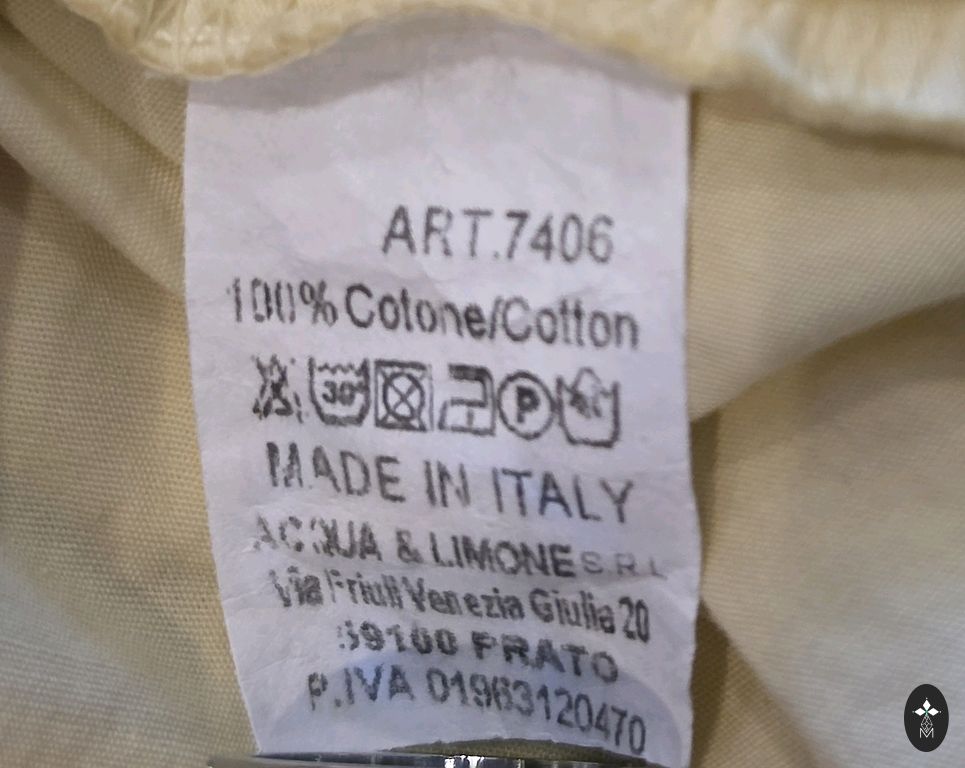 ART.7406
100% Cotone/Cotton
30° P
MADE IN ITALY
ACQUA & LIMONE S R L
Via Friuli Venezia Giulia 20
59100 PRATO
P.IVA 01963120470
M